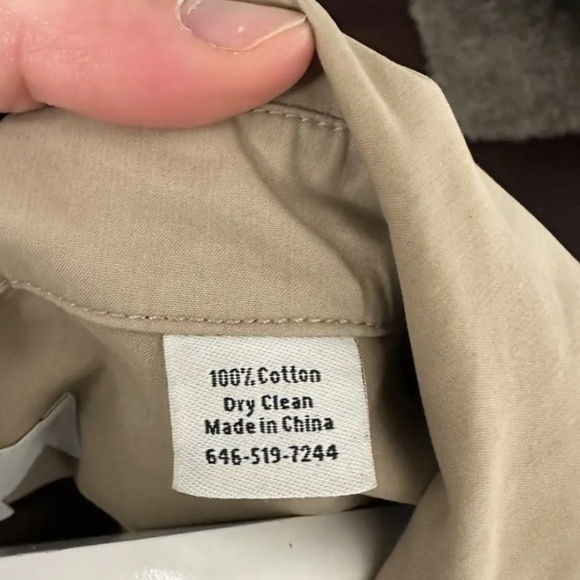 100% Cotton
Dry Clean
Made in China
646-519-7244